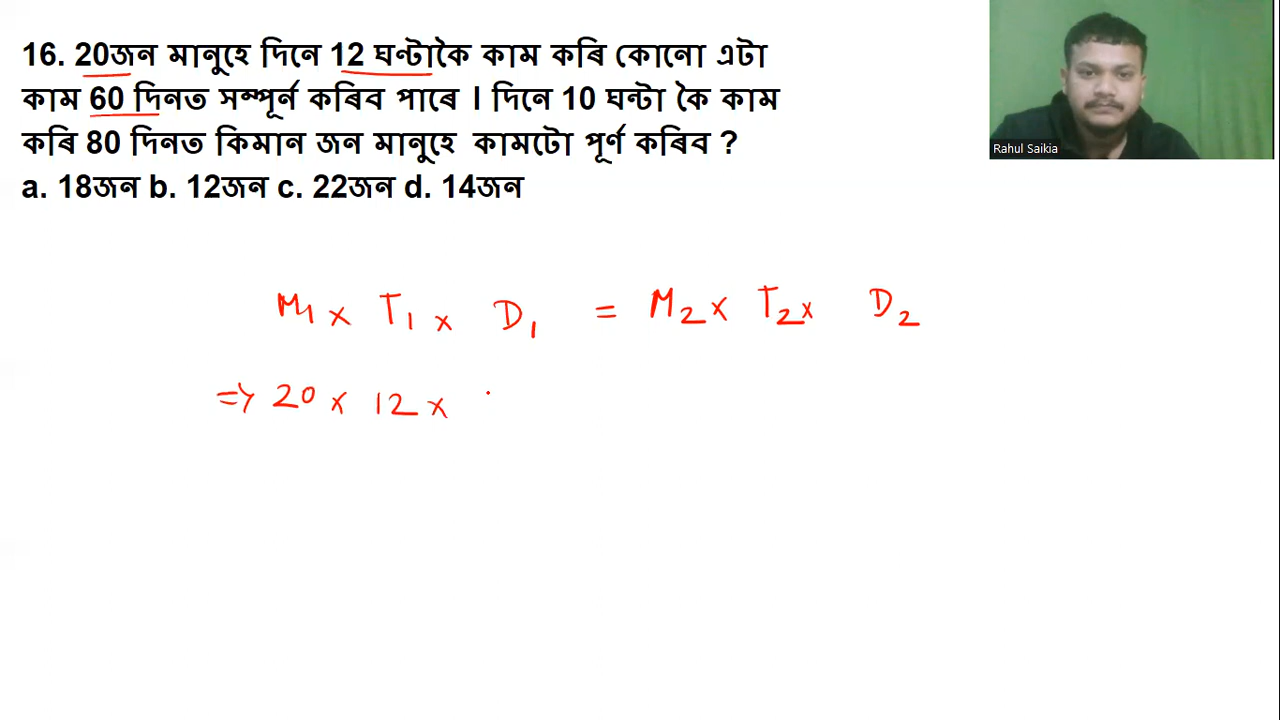 16. 20জন মানুহে দিনে 12 ঘণ্টাকৈ কাম কৰি কোনো এটা
কাম 60 দিনত সম্পূৰ্ন কৰিব পাৰে l দিনে 10 ঘন্টা কৈ কাম
কৰি 80 দিনত কিমান জন মানুহে কামটো পূৰ্ণ কৰিব ?
a. 18জন b. 12জন c. 22জন d. 14জন
Rahul Saikia
M1 x T1 x D1 = M2 x T2 x D2
=> 20 x 12 x